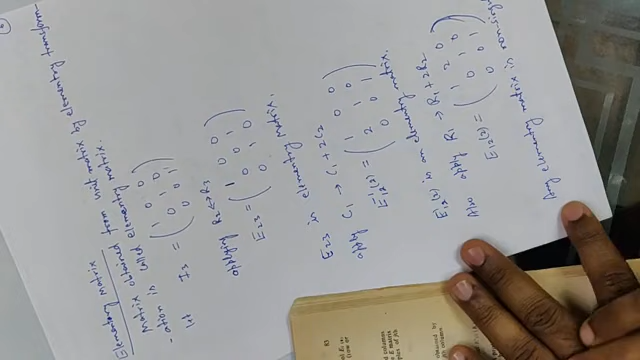 Elementary Matrix
Matrix obtained from unit matrix by elementary transform-
-ation is called elementary matrix.
let I3 = ( 1 0 0
0 1 0
0 0 1 )
applying R2 ↔ R3
E23 = ( 1 0 0
0 0 1
0 1 0 )
E23 is elementary matrix.
apply C1 → C1 + 2C2
E'12(2) = ( 1 0 0
2 1 0
0 0 1 )
E'12(2) is an elementary matrix.
Also apply R1 → R1 + 2R2
E12(2) = ( 1 2 0
0 1 0
0 0 1 )
Any elementary matrix is